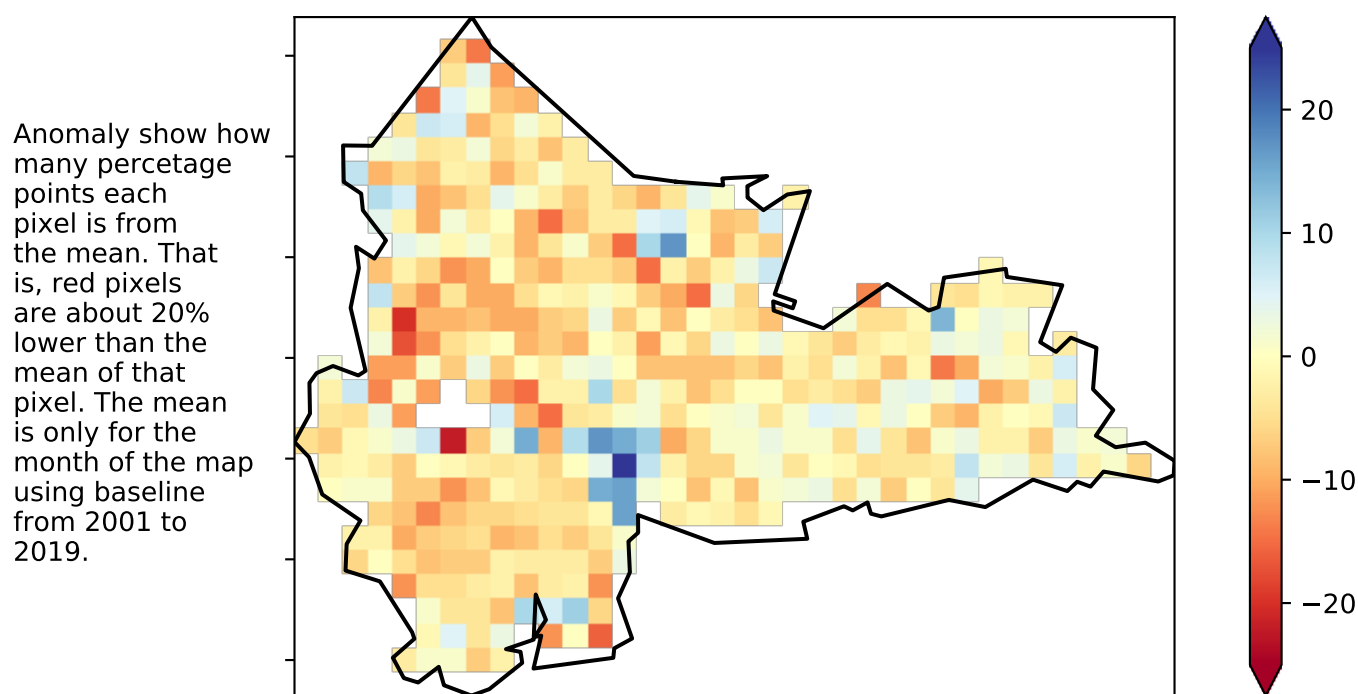 Anomaly show how
many percetage
points each
pixel is from
the mean. That
is, red pixels
are about 20%
lower than the
mean of that
pixel. The mean
is only for the
month of the map
using baseline
from 2001 to
2019.
20
10
0
−10
−20